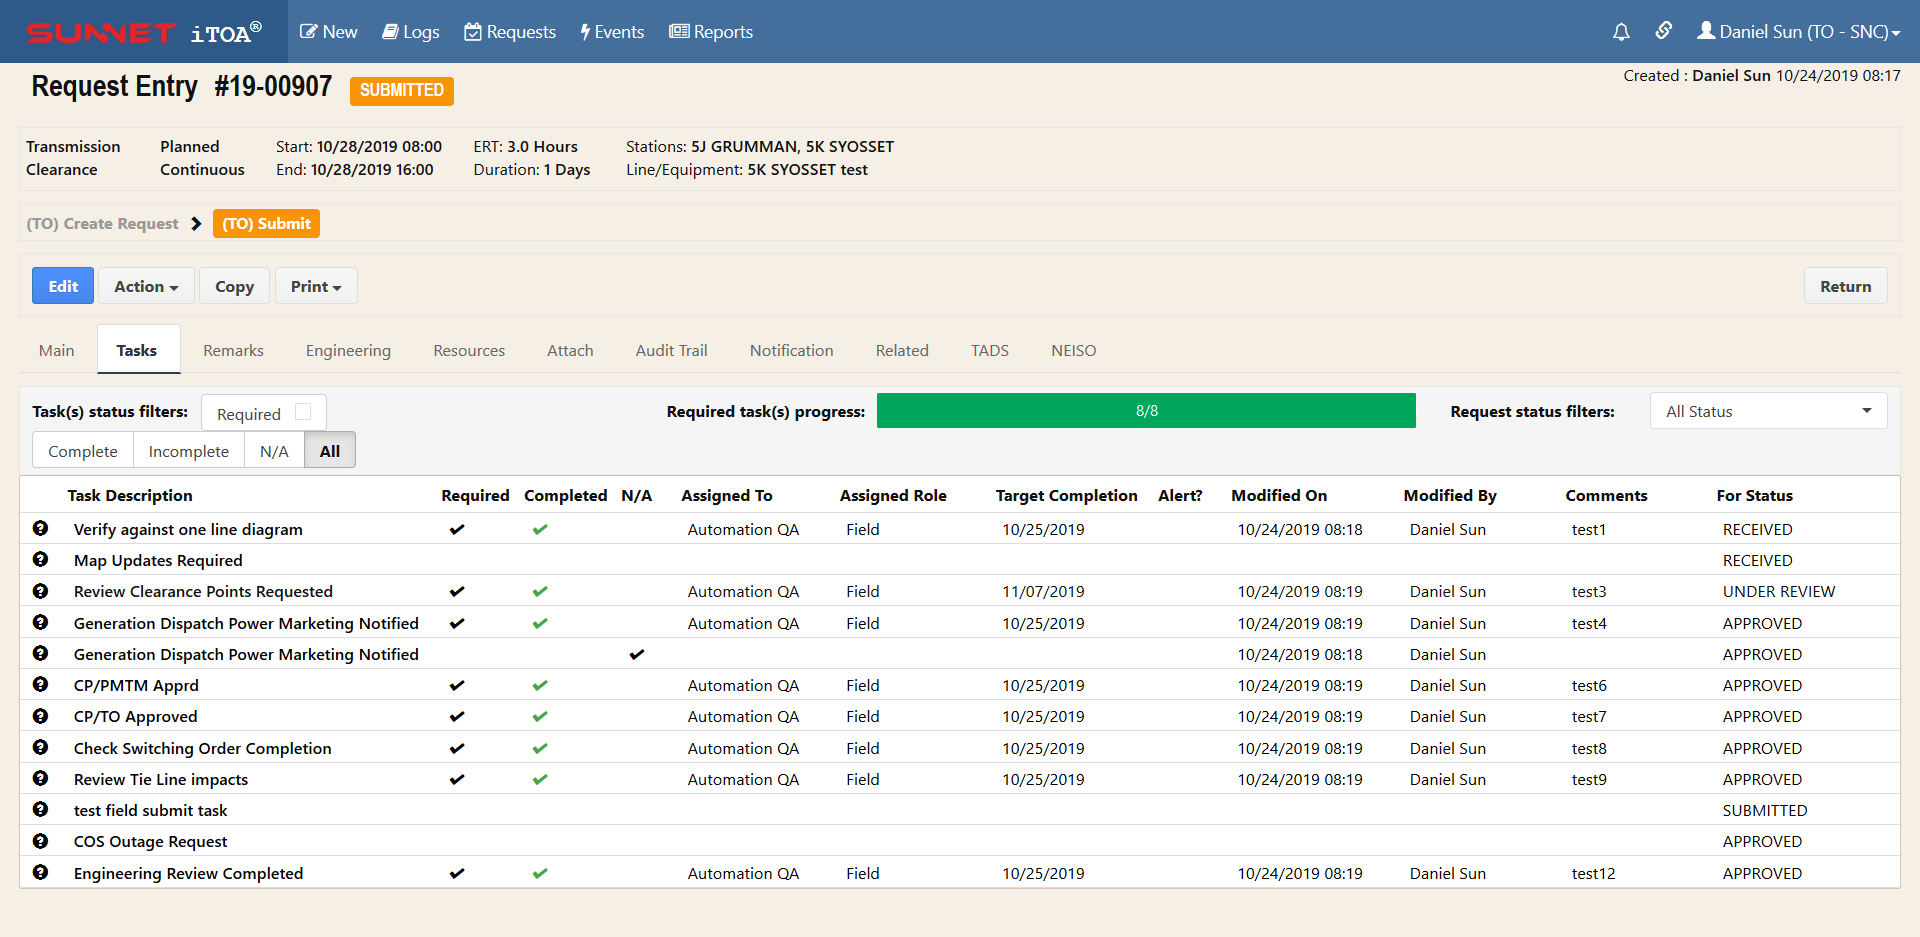 SUNNET iTOA® New Logs Requests Events Reports Daniel Sun (TO - SNC)
Request Entry #19-00907 SUBMITTED Created : Daniel Sun 10/24/2019 08:17
Transmission Planned Start: 10/28/2019 08:00 ERT: 3.0 Hours Stations: 5J GRUMMAN, 5K SYOSSET
Clearance Continuous End: 10/28/2019 16:00 Duration: 1 Days Line/Equipment: 5K SYOSSET test
(TO) Create Request (TO) Submit
Edit Action Copy Print Return
Main Tasks Remarks Engineering Resources Attach Audit Trail Notification Related TADS NEISO
Task(s) status filters: Required Required task(s) progress: 8/8 Request status filters: All Status
Complete Incomplete N/A All
Task Description Required Completed N/A Assigned To Assigned Role Target Completion Alert? Modified On Modified By Comments For Status
Verify against one line diagram Automation QA Field 10/25/2019 10/24/2019 08:18 Daniel Sun test1 RECEIVED
Map Updates Required RECEIVED
Review Clearance Points Requested Automation QA Field 11/07/2019 10/24/2019 08:19 Daniel Sun test3 UNDER REVIEW
Generation Dispatch Power Marketing Notified Automation QA Field 10/25/2019 10/24/2019 08:19 Daniel Sun test4 APPROVED
Generation Dispatch Power Marketing Notified 10/24/2019 08:18 Daniel Sun APPROVED
CP/PMTM Apprd Automation QA Field 10/25/2019 10/24/2019 08:19 Daniel Sun test6 APPROVED
CP/TO Approved Automation QA Field 10/25/2019 10/24/2019 08:19 Daniel Sun test7 APPROVED
Check Switching Order Completion Automation QA Field 10/25/2019 10/24/2019 08:19 Daniel Sun test8 APPROVED
Review Tie Line impacts Automation QA Field 10/25/2019 10/24/2019 08:19 Daniel Sun test9 APPROVED
test field submit task SUBMITTED
COS Outage Request APPROVED
Engineering Review Completed Automation QA Field 10/25/2019 10/24/2019 08:19 Daniel Sun test12 APPROVED